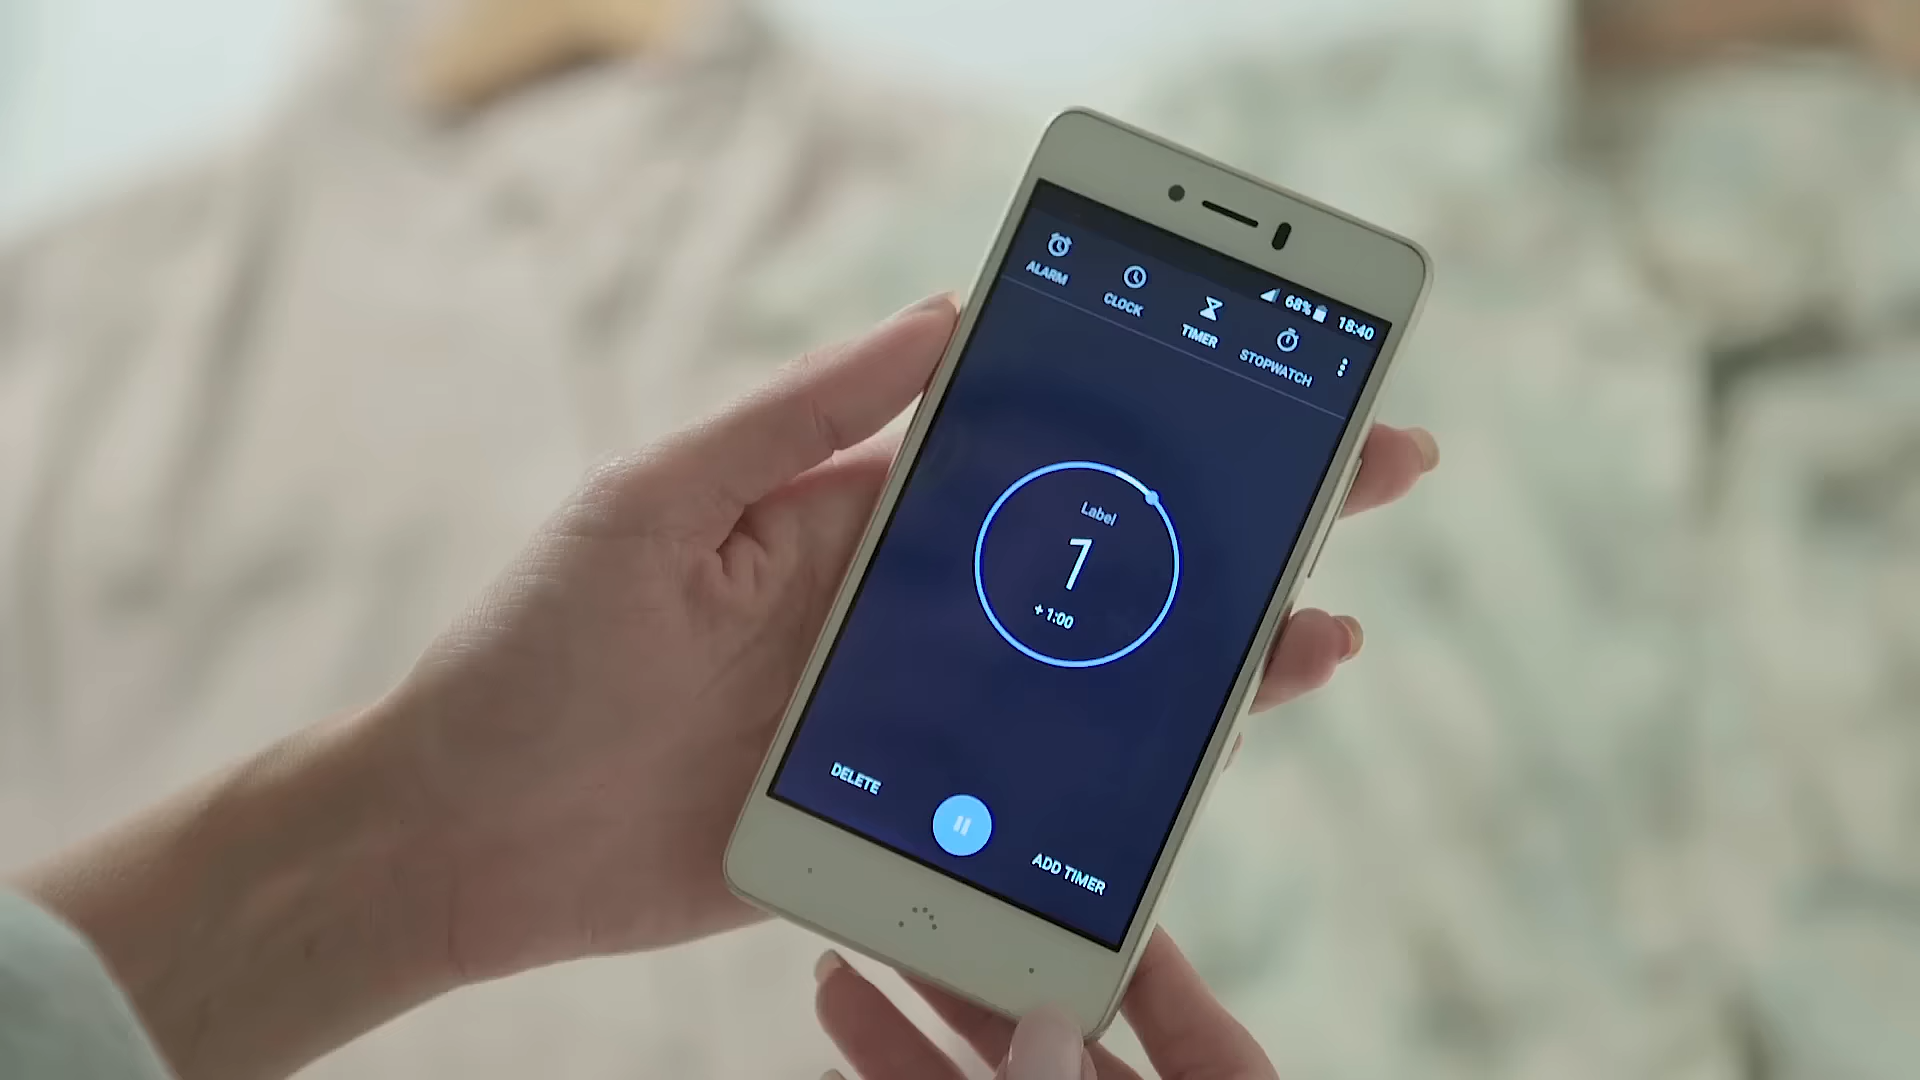 68% 18:40
ALARM CLOCK TIMER STOPWATCH
Label
7
+ 1:00
DELETE
ADD TIMER